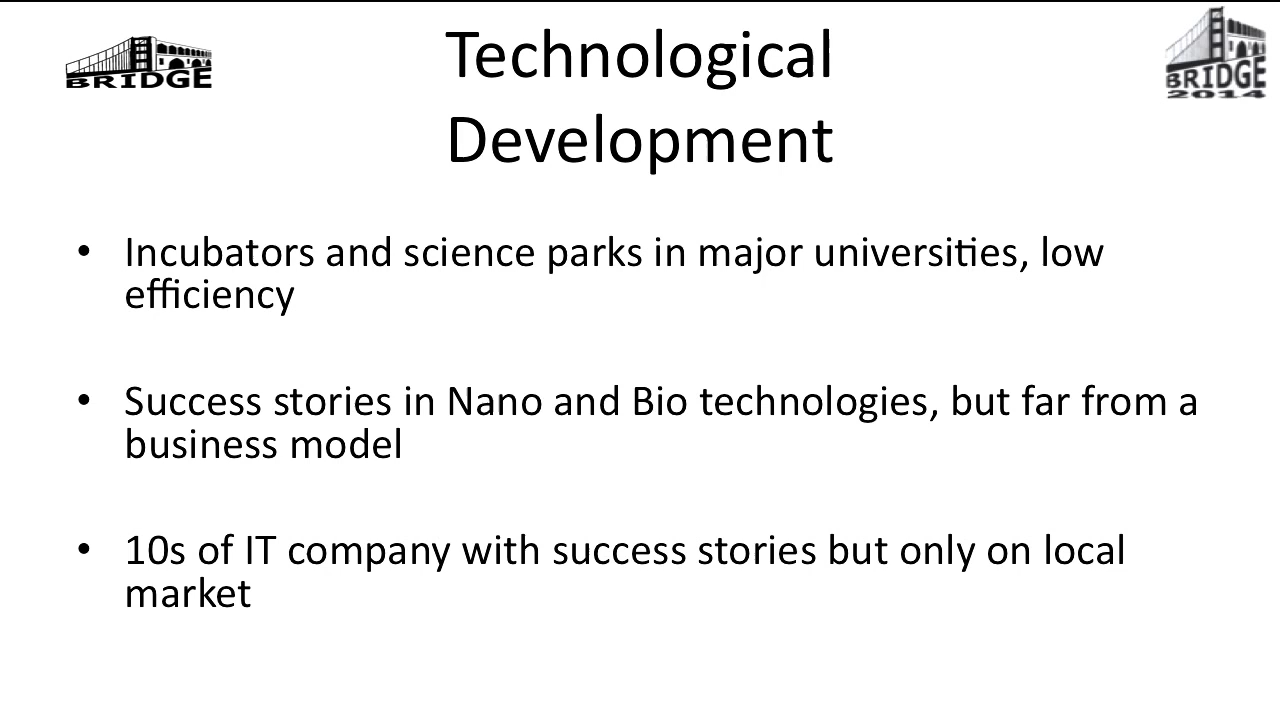 BRIDGE
Technological
Development
BRIDGE
2014
• Incubators and science parks in major universities, low
efficiency
• Success stories in Nano and Bio technologies, but far from a
business model
• 10s of IT company with success stories but only on local
market